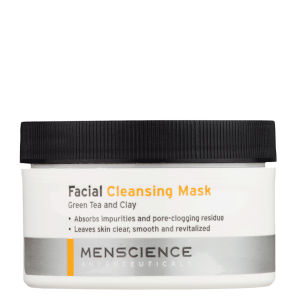 Facial Cleansing Mask
Green Tea and Clay
• Absorbs impurities and pore-clogging residue
• Leaves skin clear, smooth and revitalized
MENSCIENCE
ANDROCEUTICALS